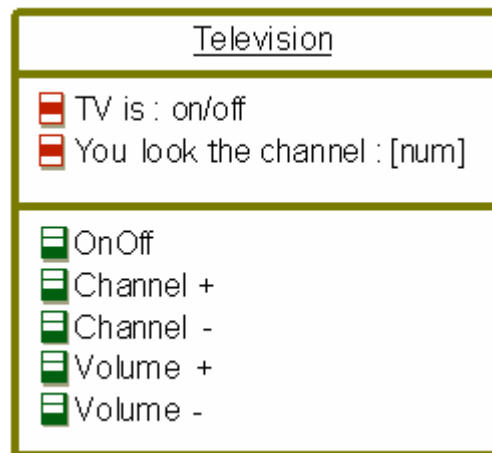 Television
TV is : on/off
You look the channel : [num]
OnOff
Channel +
Channel -
Volume +
Volume -